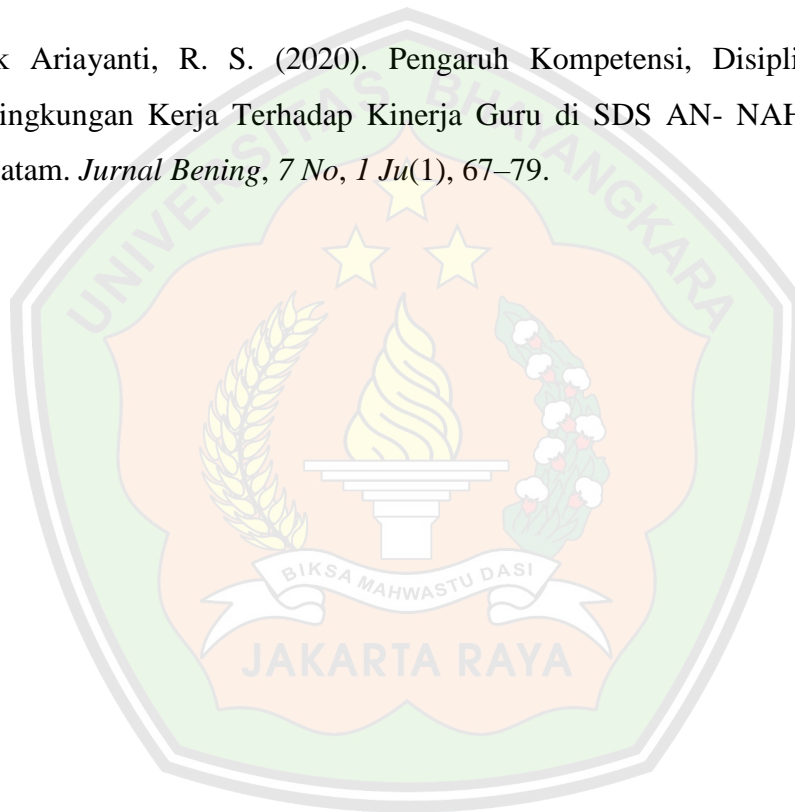 k Ariayanti, R. S. (2020). Pengaruh Kompetensi, Disipli
ingkungan Kerja Terhadap Kinerja Guru di SDS AN- NAH
atam. Jurnal Bening, 7 No, 1 Ju(1), 67–79.
UNIVERSITAS BHAYANGKARA
BIKSA MAHWASTU DASI
JAKARTA RAYA